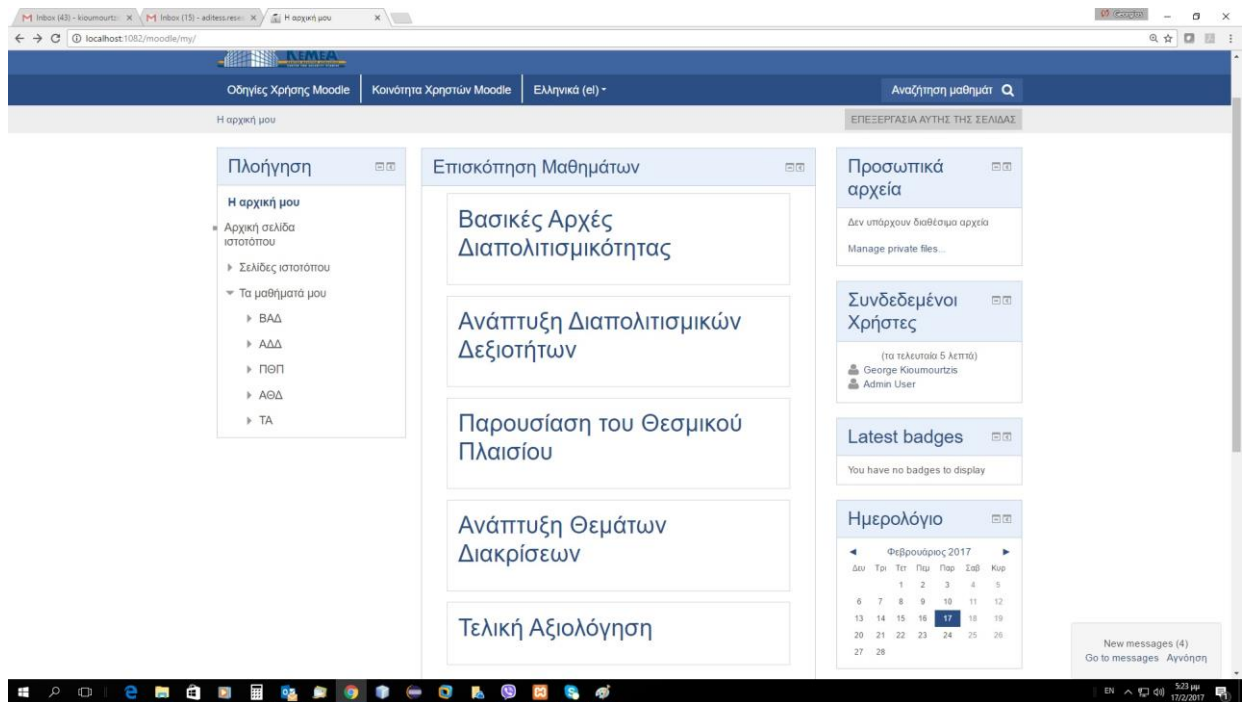 Inbox (43) - kioumourtz
Inbox (15) - aditess.rese
Η αρχική μου
localhost:1082/moodle/my/
KEMEA
Οδηγίες Χρήσης Moodle
Κοινότητα Χρηστών Moodle
Ελληνικά (el)
Αναζήτηση μαθημάτ
Η αρχική μου
ΕΠΕΞΕΡΓΑΣΙΑ ΑΥΤΗΣ ΤΗΣ ΣΕΛΙΔΑΣ
Πλοήγηση
Η αρχική μου
Αρχική σελίδα
ιστοτόπου
Σελίδες ιστοτόπου
Τα μαθήματά μου
ΒΑΔ
ΑΔΔ
ΠΘΠ
ΑΘΔ
ΤΑ
Επισκόπηση Μαθημάτων
Βασικές Αρχές
Διαπολιτισμικότητας
Ανάπτυξη Διαπολιτισμικών
Δεξιοτήτων
Παρουσίαση του Θεσμικού
Πλαισίου
Ανάπτυξη Θεμάτων
Διακρίσεων
Τελική Αξιολόγηση
Προσωπικά
αρχεία
Δεν υπάρχουν διαθέσιμα αρχεία
Manage private files...
Συνδεδεμένοι
Χρήστες
(τα τελευταία 5 λεπτά)
George Kioumourtzis
Admin User
Latest badges
You have no badges to display
Ημερολόγιο
Φεβρουάριος 2017
Δευ Τρι Τετ Πεμ Παρ Σαβ Κυρ
1 2 3 4 5
6 7 8 9 10 11 12
13 14 15 16 17 18 19
20 21 22 23 24 25 26
27 28
New messages (4)
Go to messages Αγνόηση
EN
5:23 μμ
17/2/2017